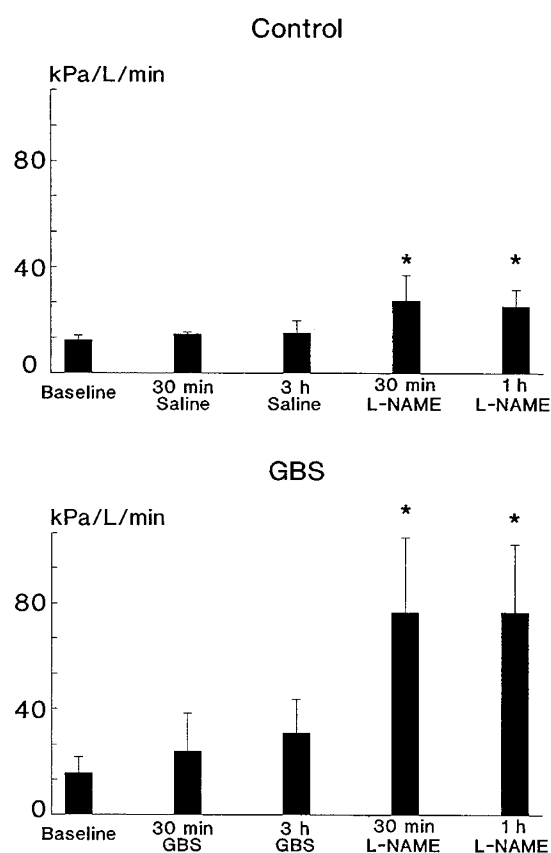 Control
kPa/L/min
80
40
0
* *
Baseline 30 min 3 h 30 min 1 h
Saline Saline L-NAME L-NAME
GBS
kPa/L/min
80
40
0
* *
Baseline 30 min 3 h 30 min 1 h
GBS GBS L-NAME L-NAME